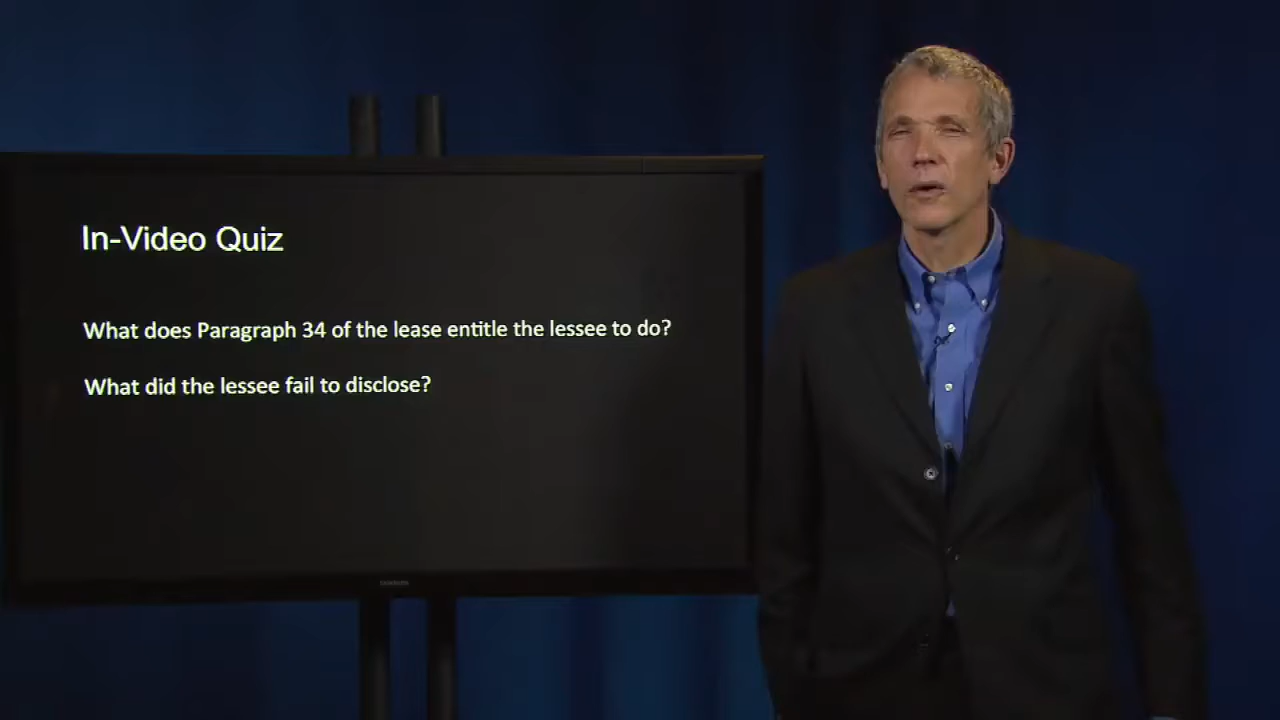 In-Video Quiz
What does Paragraph 34 of the lease entitle the lessee to do?
What did the lessee fail to disclose?